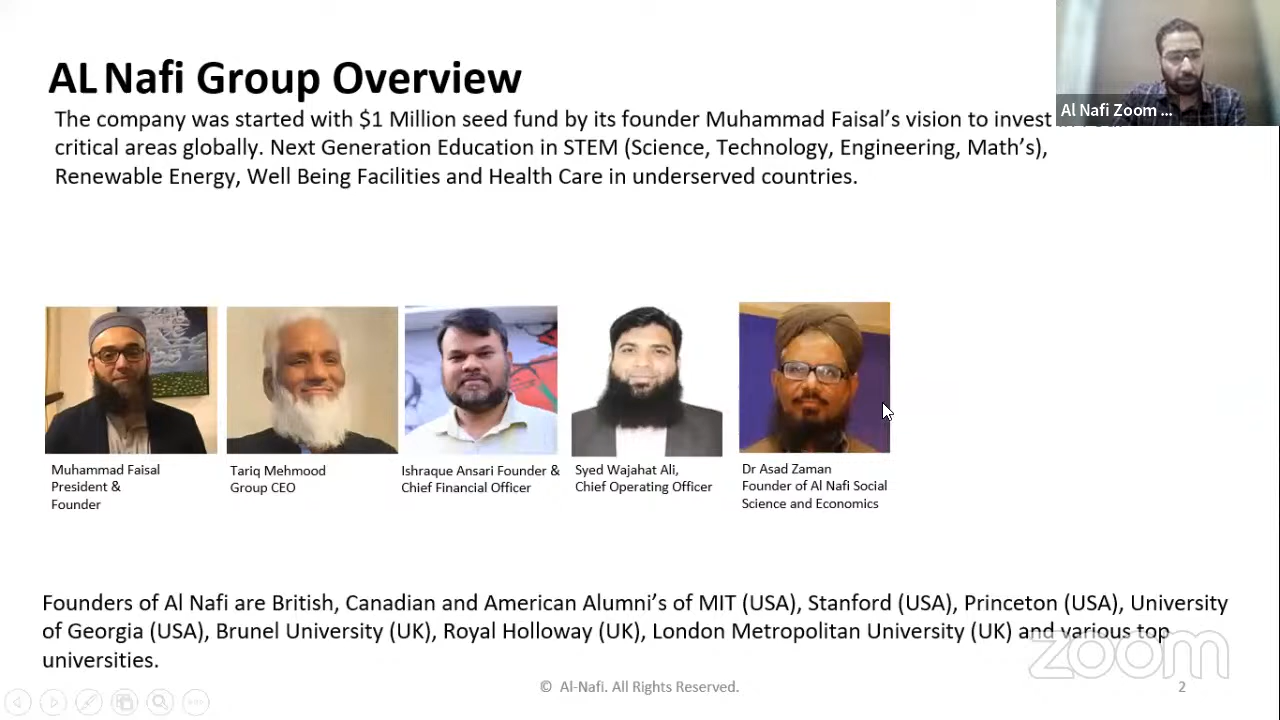 AL Nafi Group Overview
The company was started with $1 Million seed fund by its founder Muhammad Faisal's vision to invest
critical areas globally. Next Generation Education in STEM (Science, Technology, Engineering, Math's),
Renewable Energy, Well Being Facilities and Health Care in underserved countries.
Al Nafi Zoom ...
Muhammad Faisal
President &
Founder
Tariq Mehmood
Group CEO
Ishraque Ansari Founder &
Chief Financial Officer
Syed Wajahat Ali,
Chief Operating Officer
Dr Asad Zaman
Founder of Al Nafi Social
Science and Economics
Founders of Al Nafi are British, Canadian and American Alumni's of MIT (USA), Stanford (USA), Princeton (USA), University
of Georgia (USA), Brunel University (UK), Royal Holloway (UK), London Metropolitan University (UK) and various top
universities.
zoom
© Al-Nafi. All Rights Reserved.
2